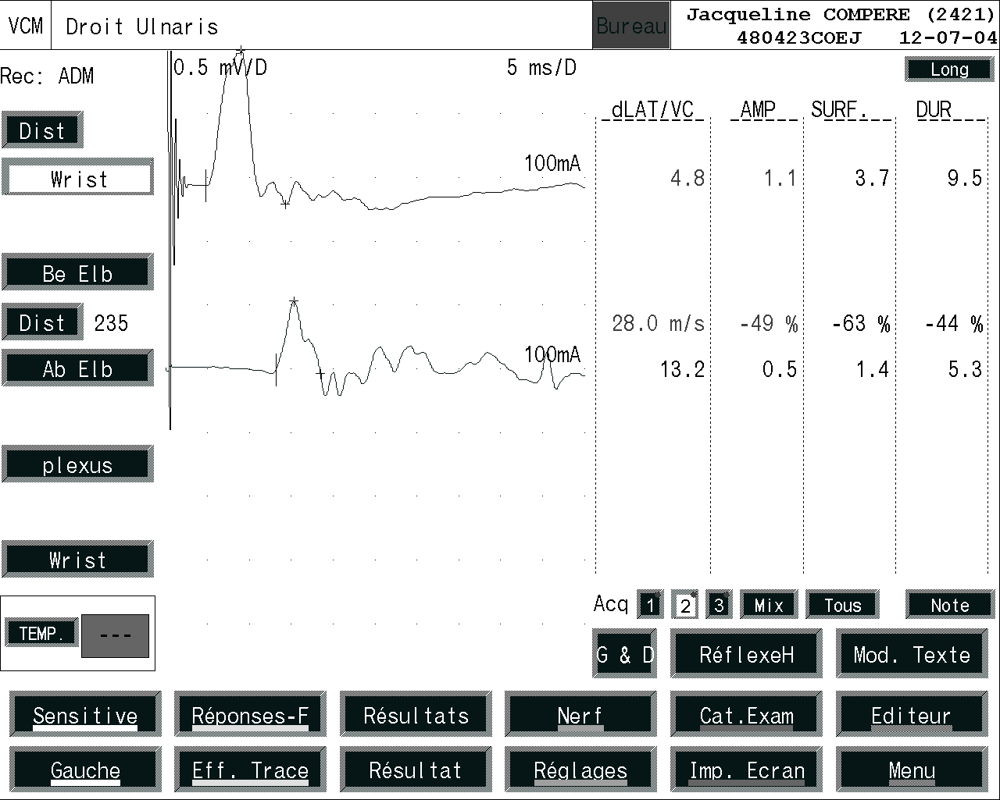 VCM Droit Ulnaris Bureau Jacqueline COMPERE (2421)
480423COEJ 12-07-04
Rec: ADM 0.5 mV/D 5 ms/D Long
dLAT/VC AMP SURF. DUR
Dist
Wrist 100mA 4.8 1.1 3.7 9.5
Be Elb
Dist 235 28.0 m/s -49 % -63 % -44 %
Ab Elb 100mA 13.2 0.5 1.4 5.3
plexus
Wrist
Acq 1 2 3 Mix Tous Note
TEMP. ---
G & D RéflexeH Mod. Texte
Sensitive Réponses-F Résultats Nerf Cat.Exam Editeur
Gauche Eff. Trace Résultat Réglages Imp. Ecran Menu